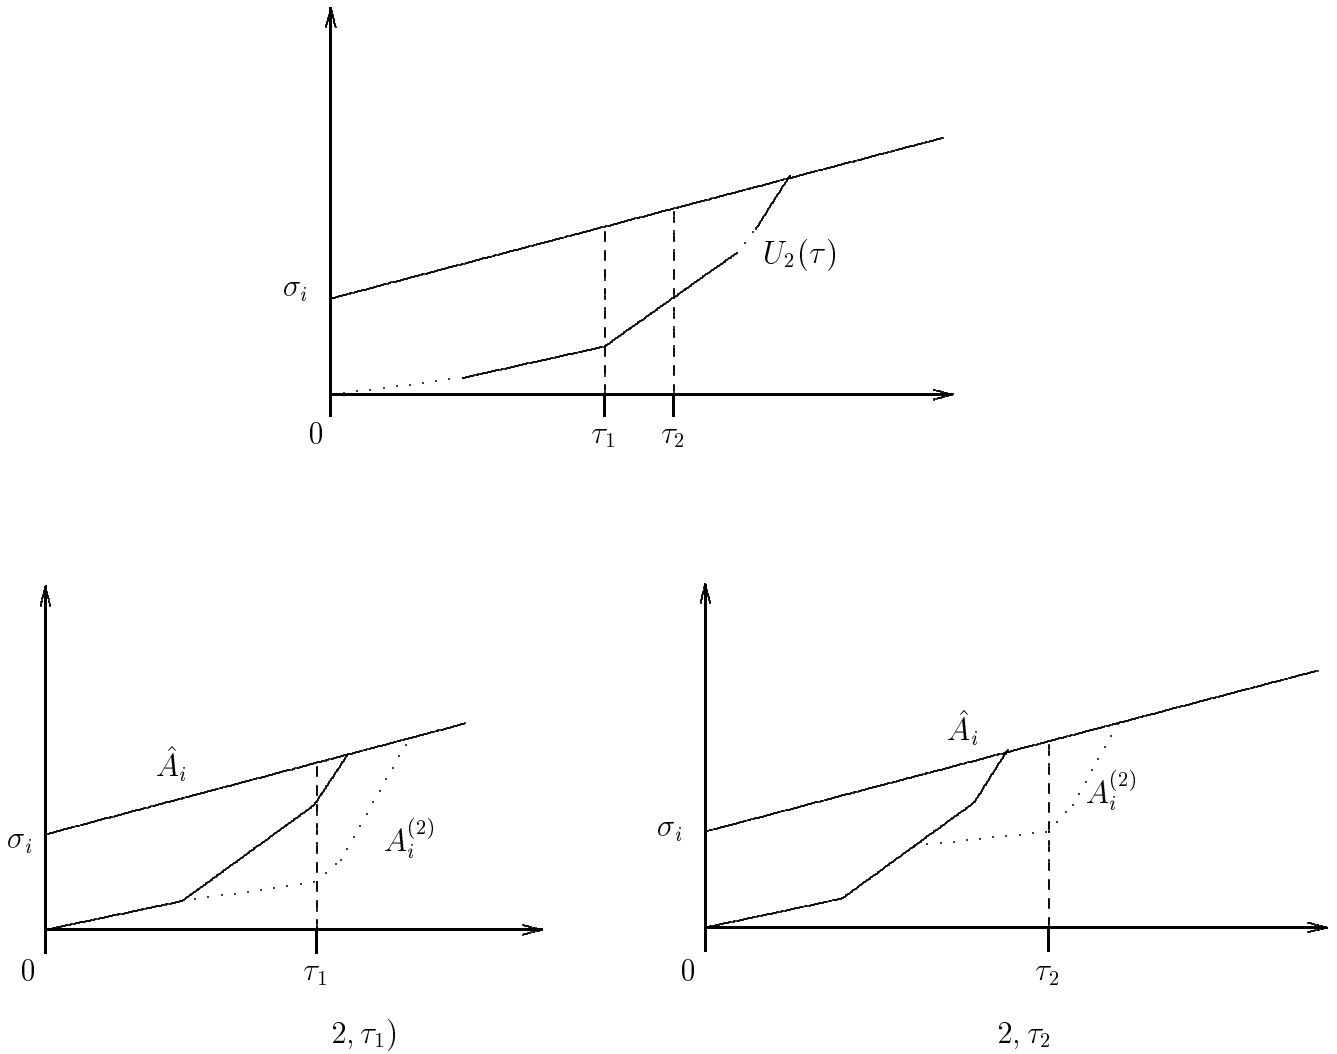 σ_i
U_2(τ)
0 τ_1 τ_2
Â_i
σ_i
A_i^{(2)}
0 τ_1
2, τ_1)
Â_i
σ_i
A_i^{(2)}
0 τ_2
2, τ_2